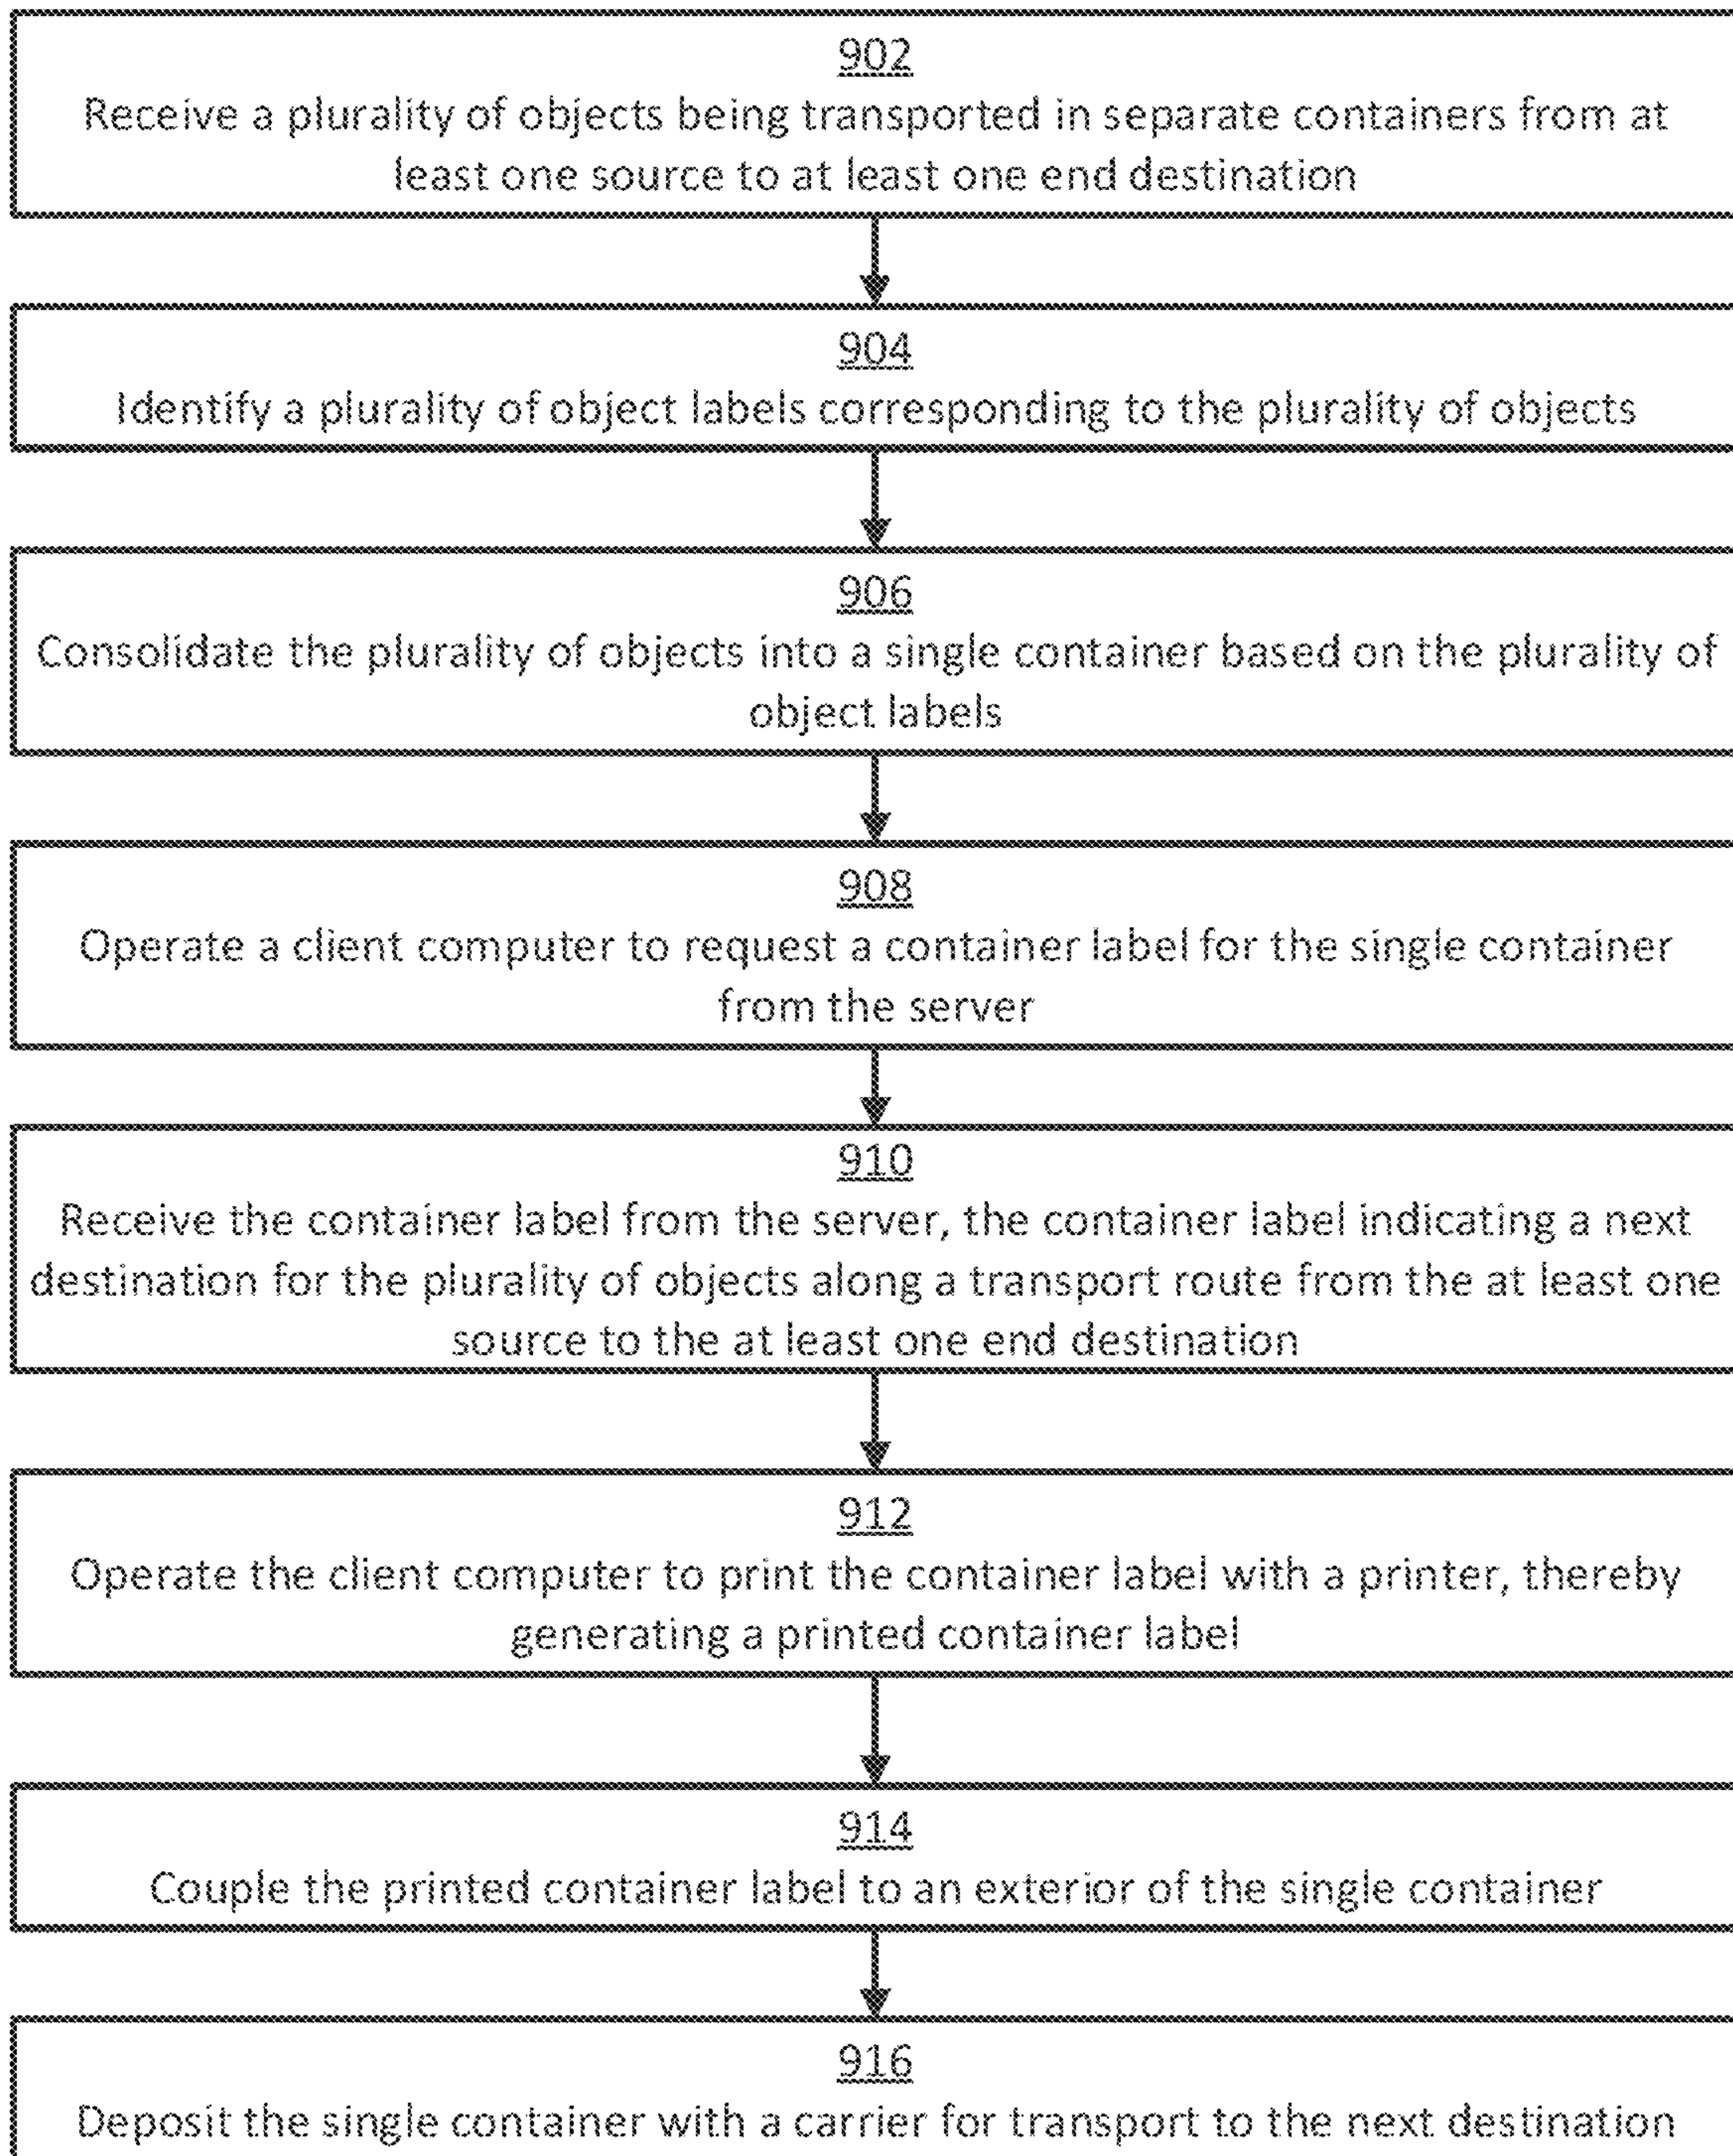 902
Receive a plurality of objects being transported in separate containers from at
least one source to at least one end destination
904
Identify a plurality of object labels corresponding to the plurality of objects
906
Consolidate the plurality of objects into a single container based on the plurality of
object labels
908
Operate a client computer to request a container label for the single container
from the server
910
Receive the container label from the server, the container label indicating a next
destination for the plurality of objects along a transport route from the at least one
source to the at least one end destination
912
Operate the client computer to print the container label with a printer, thereby
generating a printed container label
914
Couple the printed container label to an exterior of the single container
916
Deposit the single container with a carrier for transport to the next destination